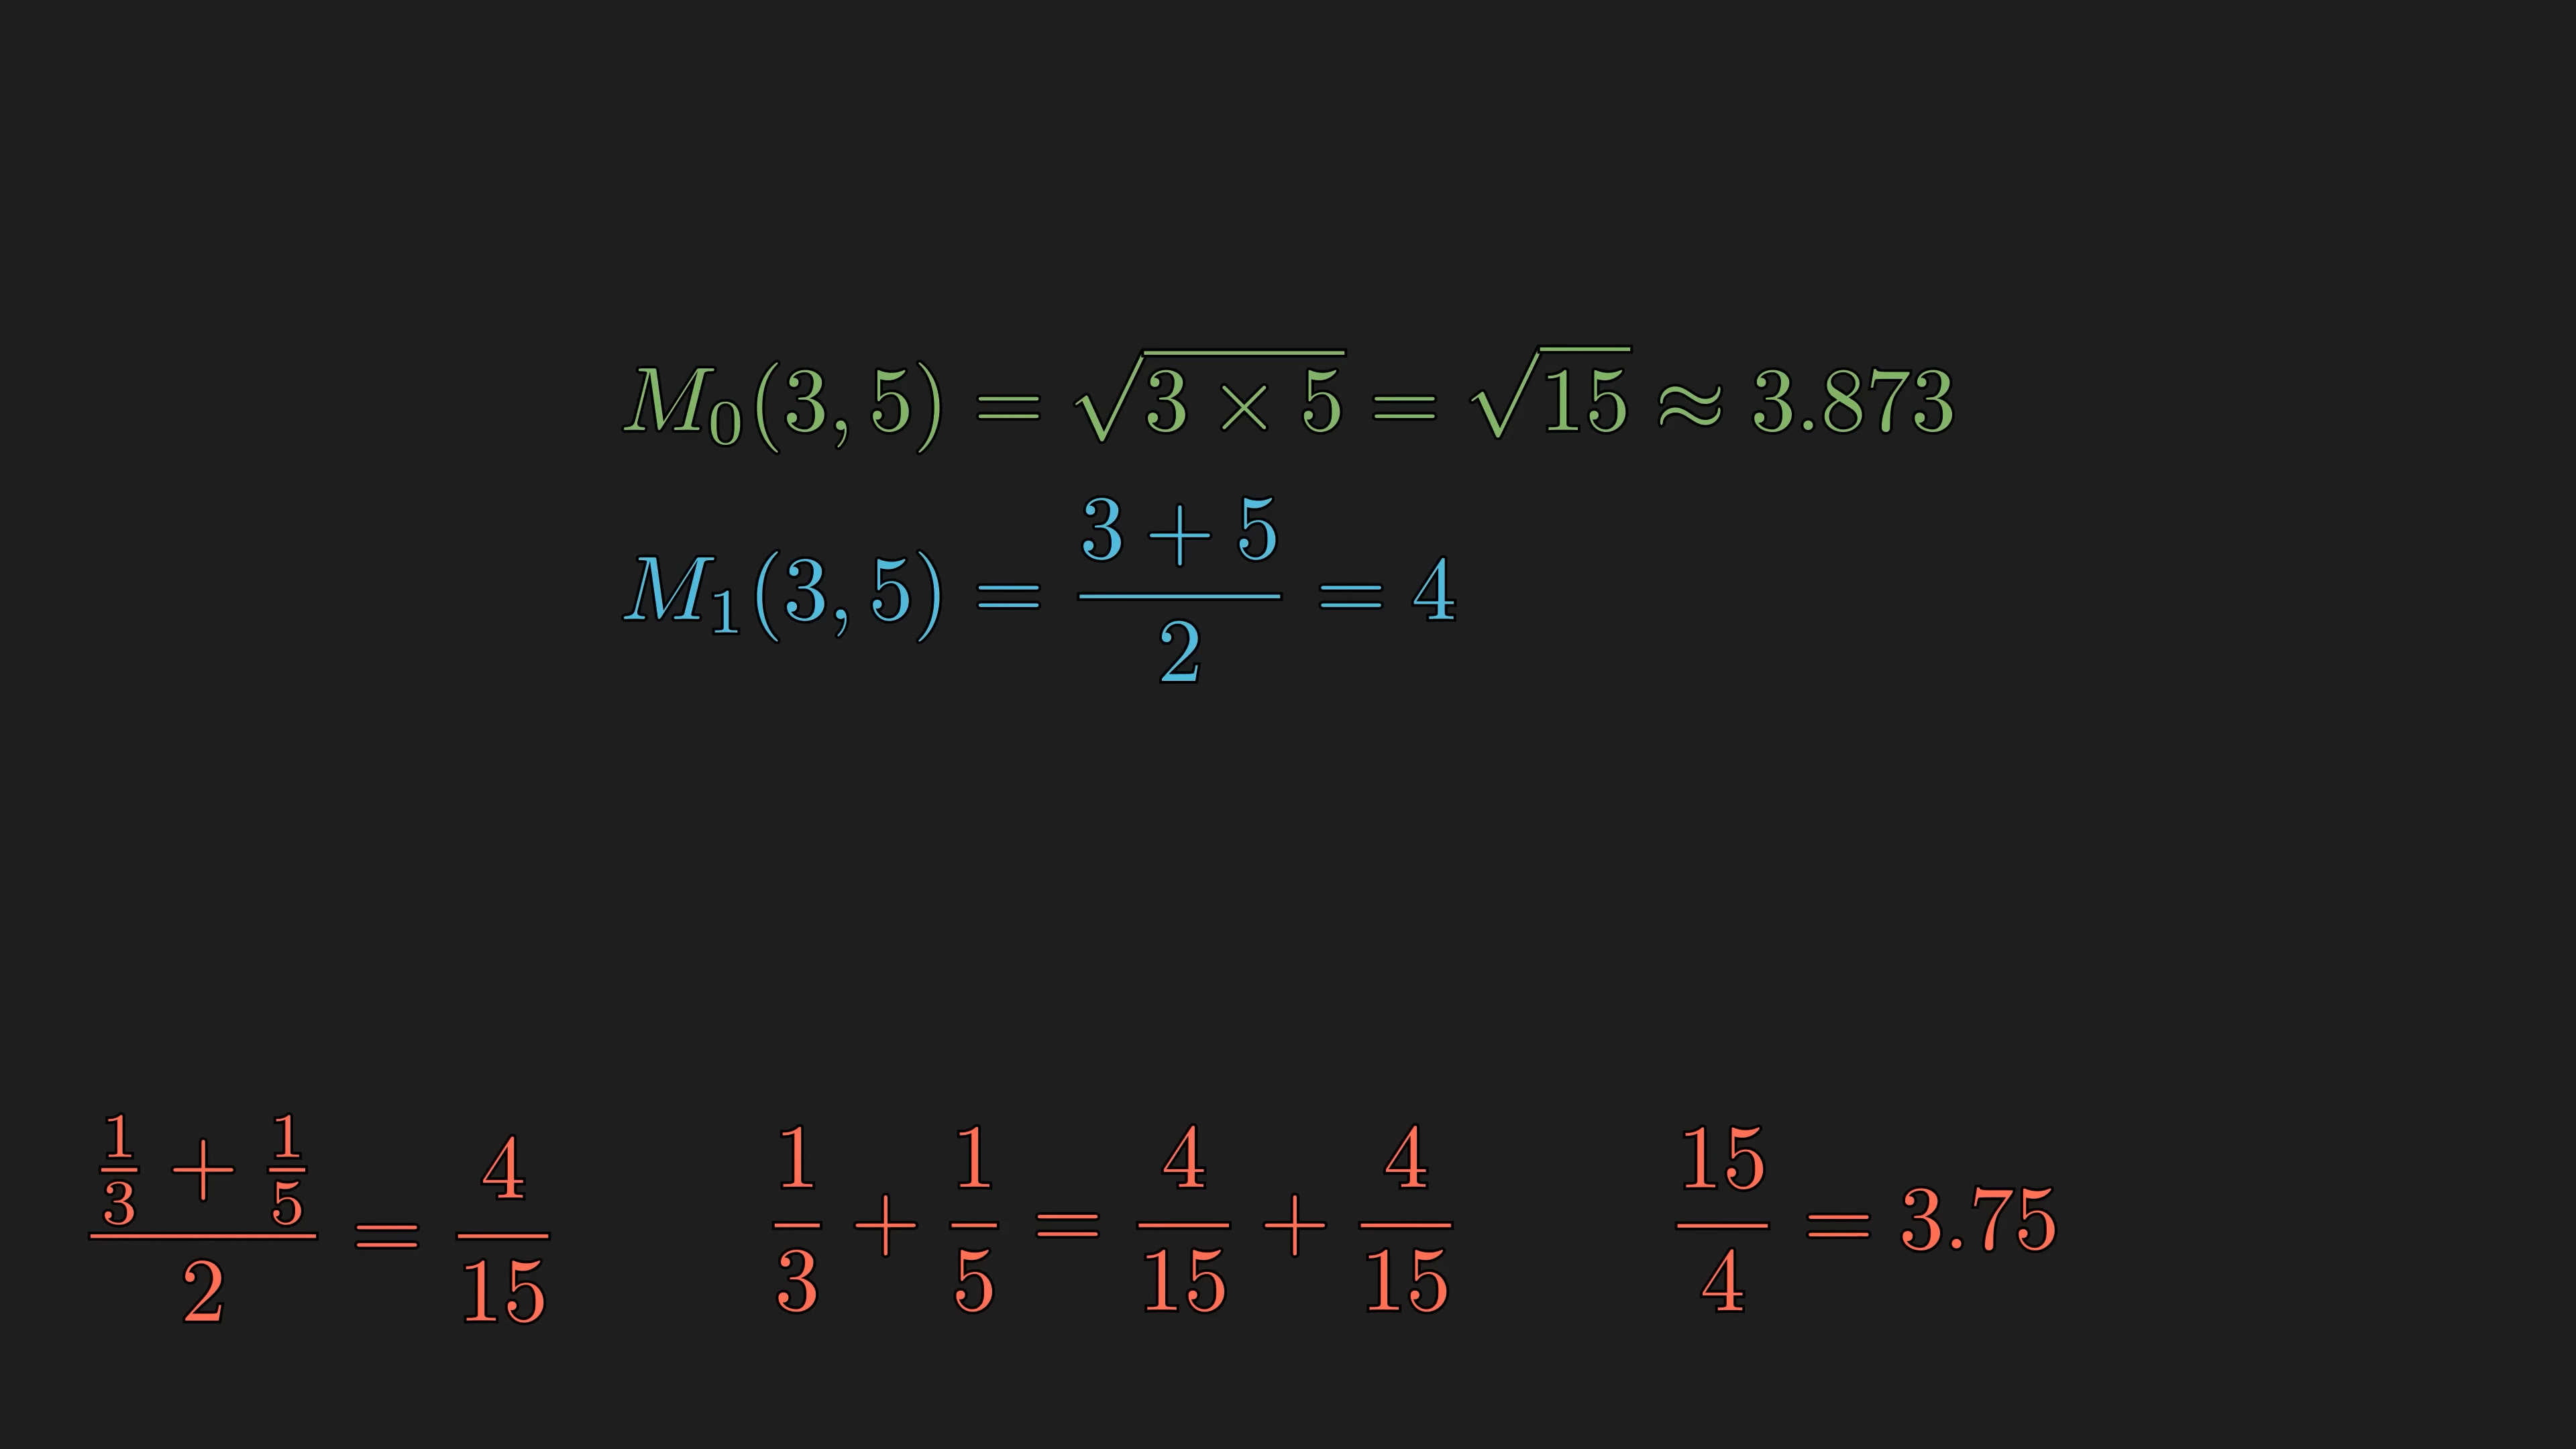 M₀(3, 5) = √(3 × 5) = √15 ≈ 3.873
M₁(3, 5) = (3 + 5)/2 = 4
(1/3 + 1/5)/2 = 4/15
1/3 + 1/5 = 4/15 + 4/15
15/4 = 3.75